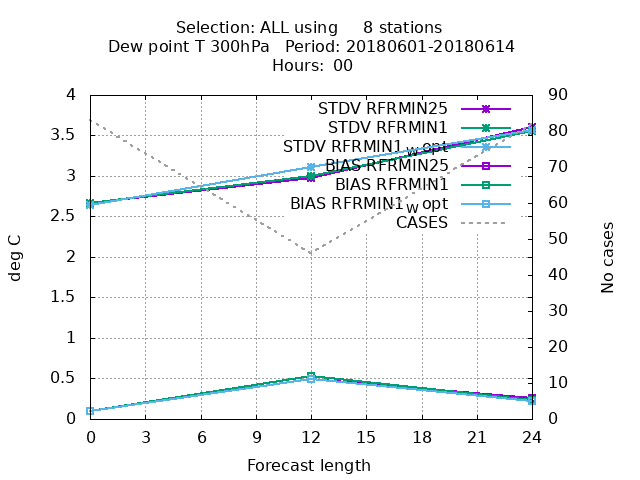 Selection: ALL using     8 stations
Dew point T 300hPa   Period: 20180601-20180614
Hours:  00
STDV RFRMIN25
STDV RFRMIN1
STDV RFRMIN1_w opt
BIAS RFRMIN25
BIAS RFRMIN1
BIAS RFRMIN1_w opt
CASES
deg C
4
3.5
3
2.5
2
1.5
1
0.5
0
90
80
70
60
50
40
30
20
10
0
No cases
0 3 6 9 12 15 18 21 24
Forecast length